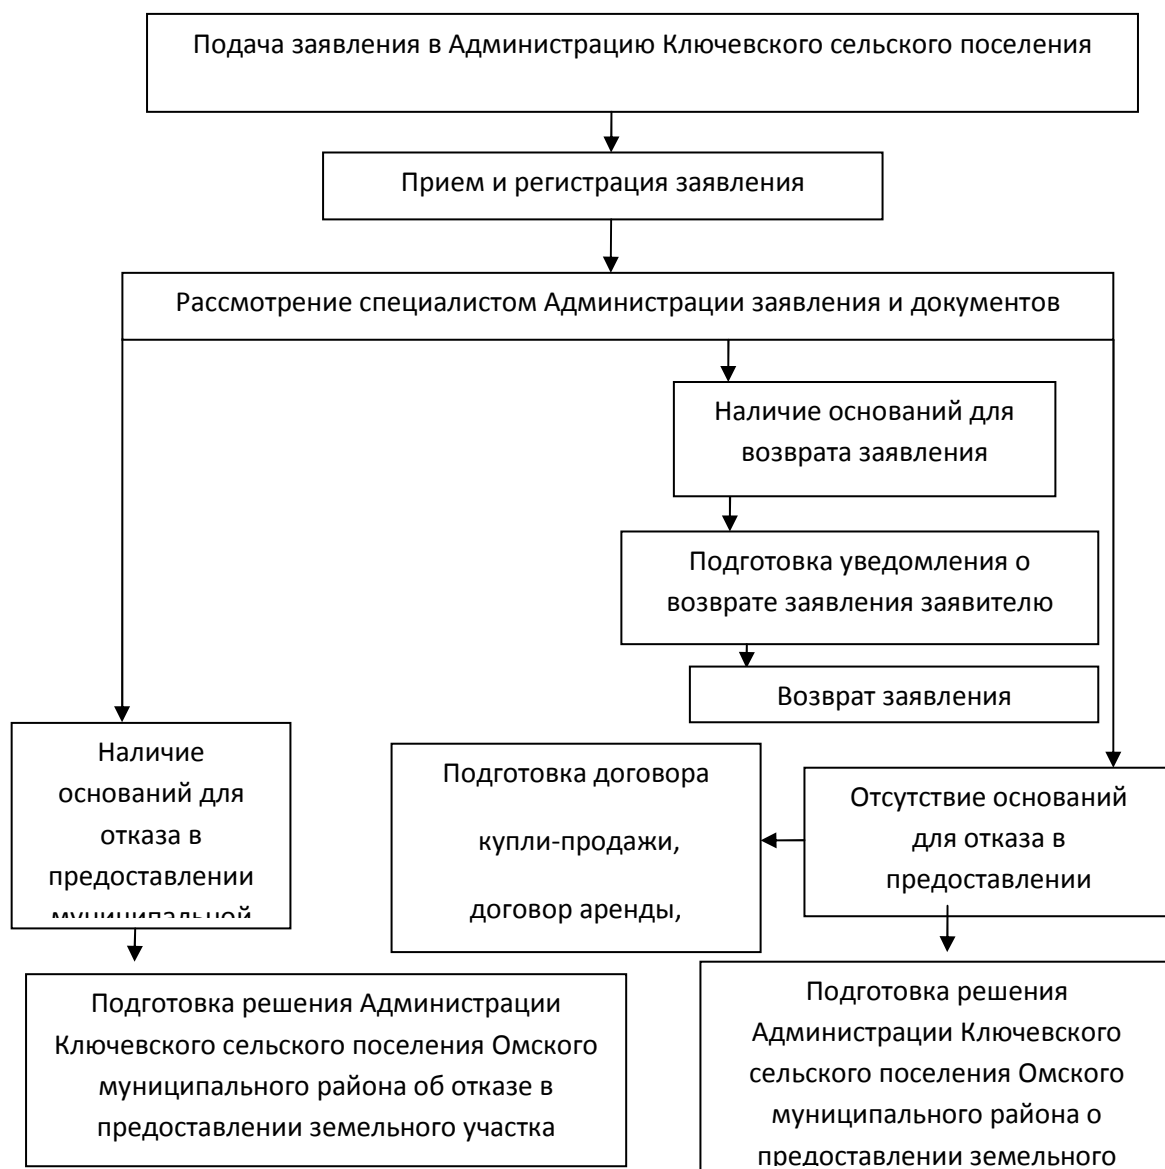 Подача заявления в Администрацию Ключевского сельского поселения
Прием и регистрация заявления
Рассмотрение специалистом Администрации заявления и документов
Наличие оснований для
возврата заявления
Подготовка уведомления о
возврате заявления заявителю
Возврат заявления
Наличие
оснований для
отказа в
предоставлении
муниципальной
Подготовка договора
купли-продажи,
договор аренды,
Отсутствие оснований
для отказа в
предоставлении
Подготовка решения Администрации
Ключевского сельского поселения Омского
муниципального района об отказе в
предоставлении земельного участка
Подготовка решения
Администрации Ключевского
сельского поселения Омского
муниципального района о
предоставлении земельного